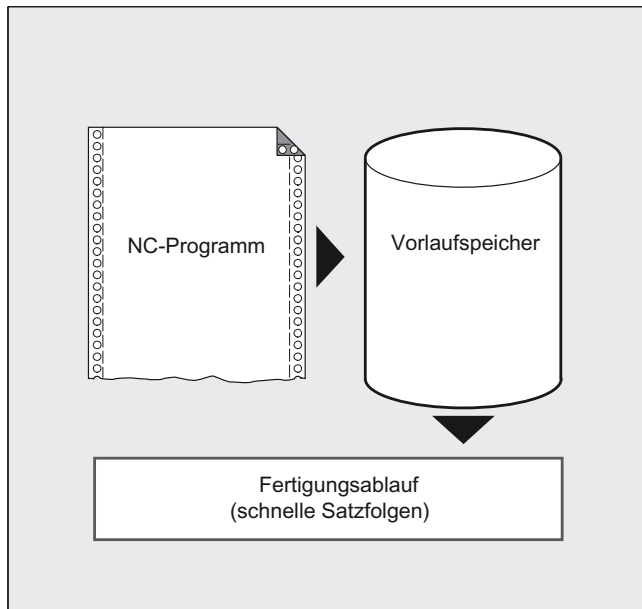 NC-Programm
Vorlaufspeicher
Fertigungsablauf
(schnelle Satzfolgen)